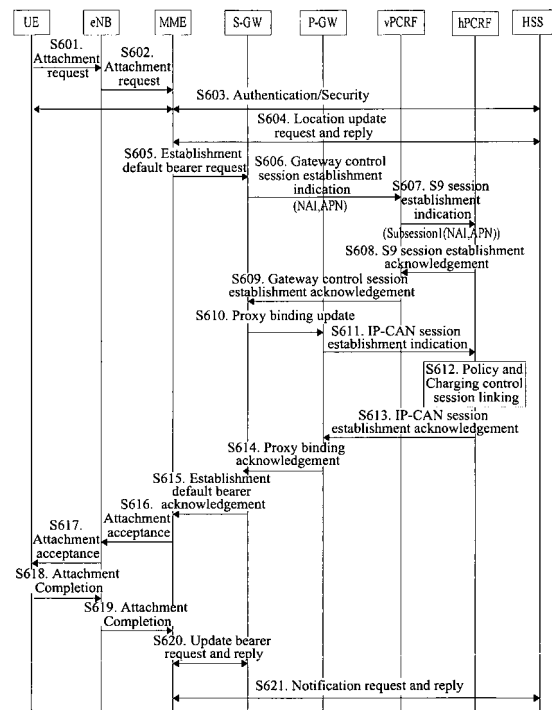 UE eNB MME S-GW P-GW vPCRF hPCRF HSS
S601.
Attachment
request
S602.
Attachment
request
S603. Authentication/Security
S604. Location update
request and reply
S605. Establishment
default bearer request
S606. Gateway control
session establishment
indication
(NAI,APN)
S607. S9 session
establishment
indication
(Subsession1(NAI,APN))
S608. S9 session establishment
acknowledgement
S609. Gateway control session
establishment acknowledgement
S610. Proxy binding update
S611. IP-CAN session
establishment indication
S612. Policy and
Charging control
session linking
S613. IP-CAN session
establishment acknowledgement
S614. Proxy binding
acknowledgement
S615. Establishment
default bearer
acknowledgement
S616.
Attachment
acceptance
S617.
Attachment
acceptance
S618. Attachment
Completion
S619. Attachment
Completion
S620. Update bearer
request and reply
S621. Notification request and reply